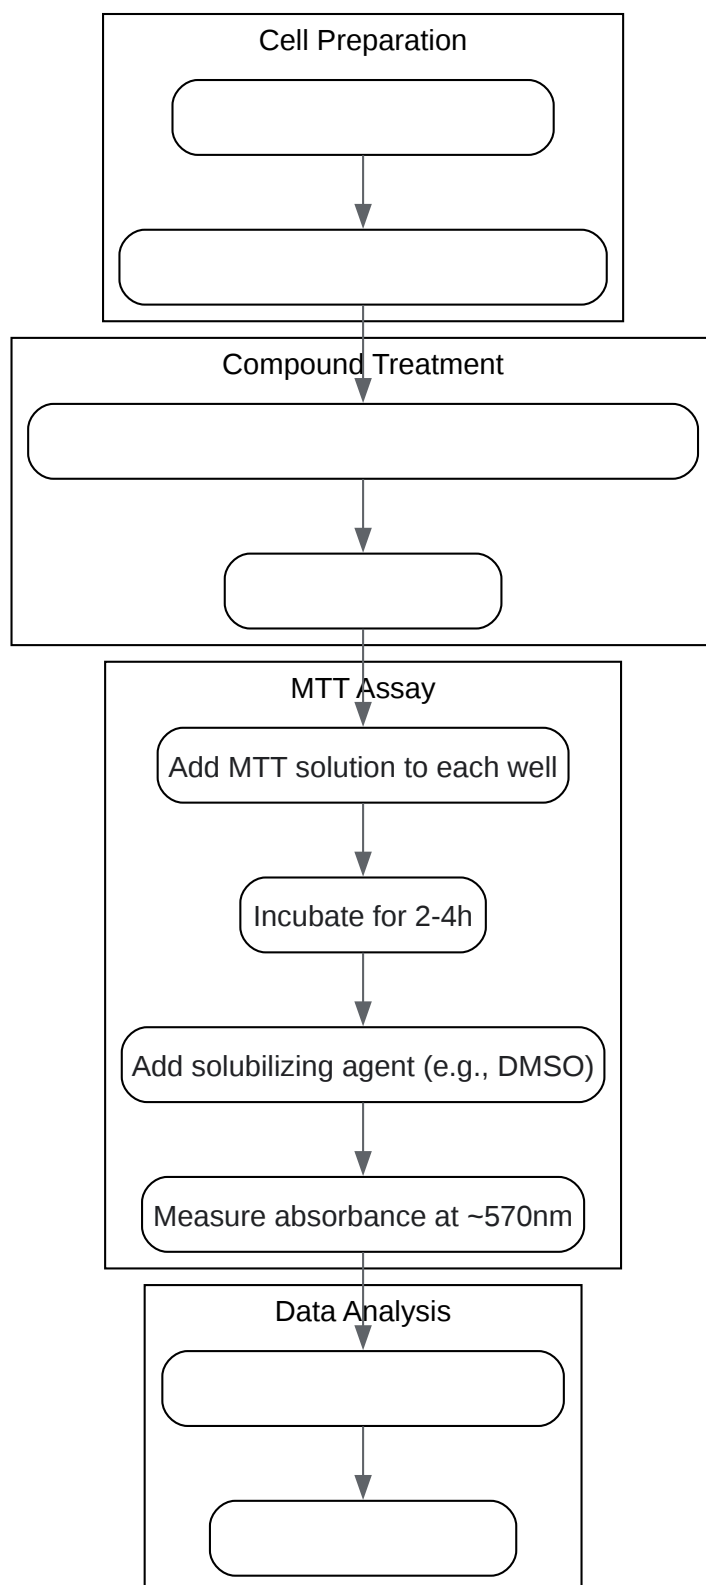 Cell Preparation
Compound Treatment
MTT Assay
Add MTT solution to each well
Incubate for 2-4h
Add solubilizing agent (e.g., DMSO)
Measure absorbance at ~570nm
Data Analysis